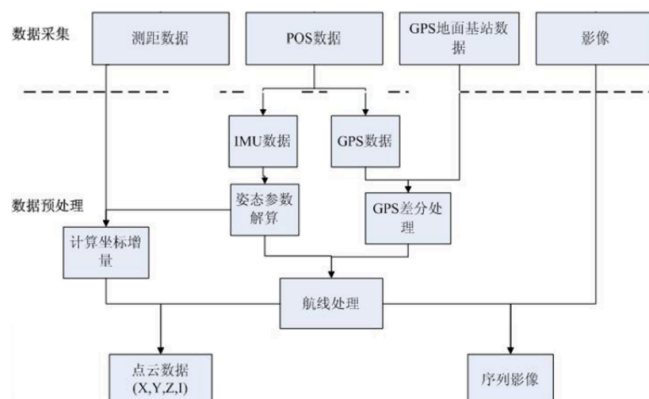 数据采集
测距数据
POS数据
GPS地面基站
数据
影像
IMU数据
GPS数据
数据预处理
姿态参数
解算
GPS差分处
理
计算坐标增
量
航线处理
点云数据
(X,Y,Z,I)
序列影像